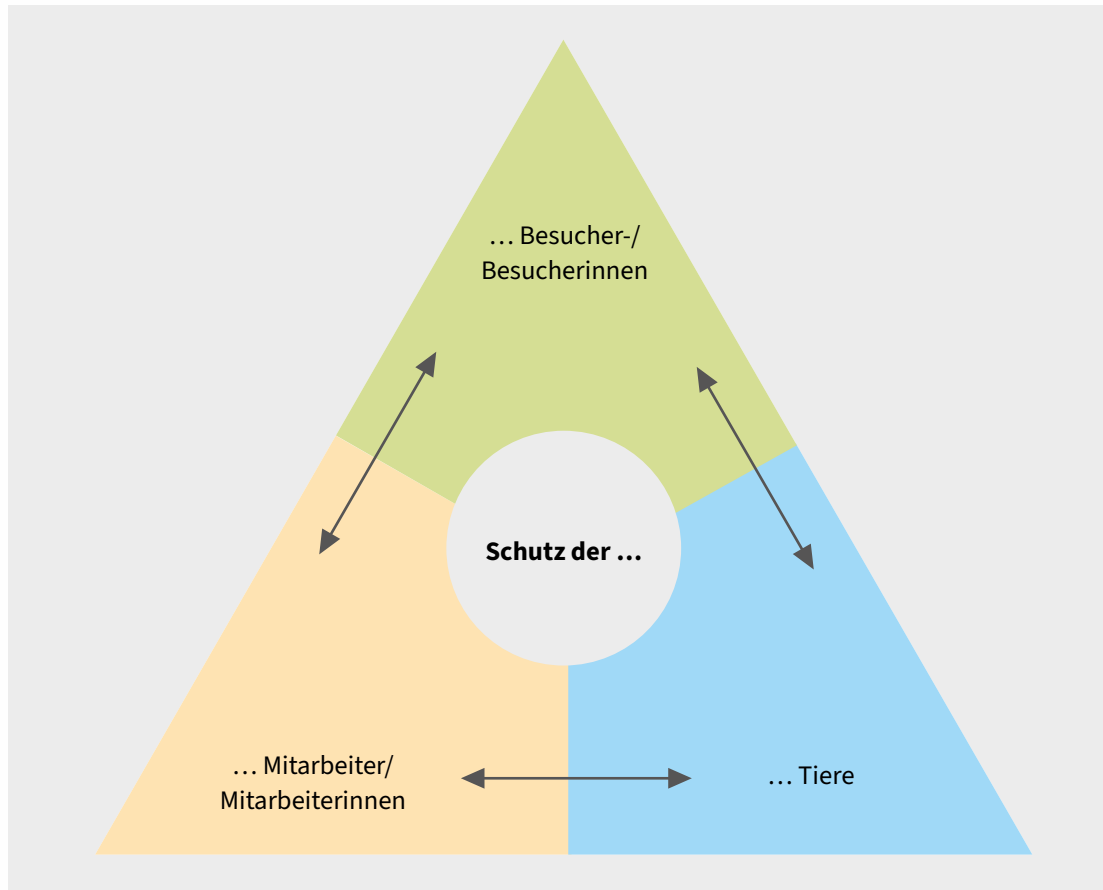 … Besucher-/
Besucherinnen
Schutz der …
… Mitarbeiter/
Mitarbeiterinnen
… Tiere